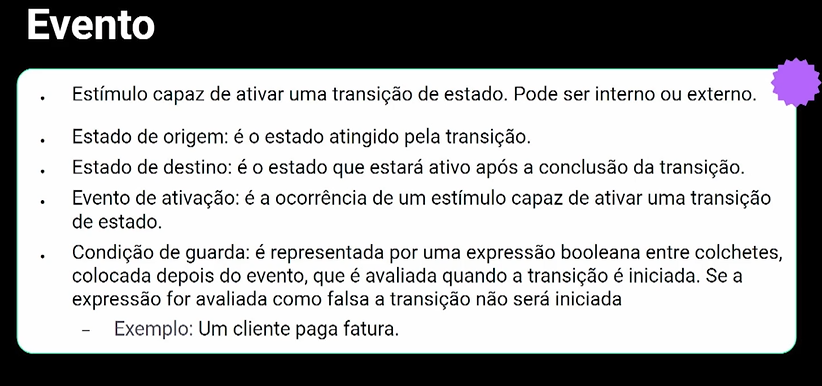 Evento
• Estímulo capaz de ativar uma transição de estado. Pode ser interno ou externo.
• Estado de origem: é o estado atingido pela transição.
• Estado de destino: é o estado que estará ativo após a conclusão da transição.
• Evento de ativação: é a ocorrência de um estímulo capaz de ativar uma transição
de estado.
• Condição de guarda: é representada por uma expressão booleana entre colchetes,
colocada depois do evento, que é avaliada quando a transição é iniciada. Se a
expressão for avaliada como falsa a transição não será iniciada
– Exemplo: Um cliente paga fatura.